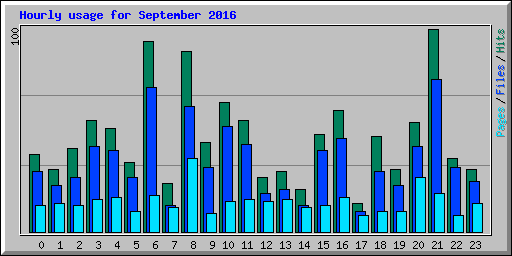 Hourly usage for September 2016
100
Pages/Files/Hits
0 1 2 3 4 5 6 7 8 9 10 11 12 13 14 15 16 17 18 19 20 21 22 23